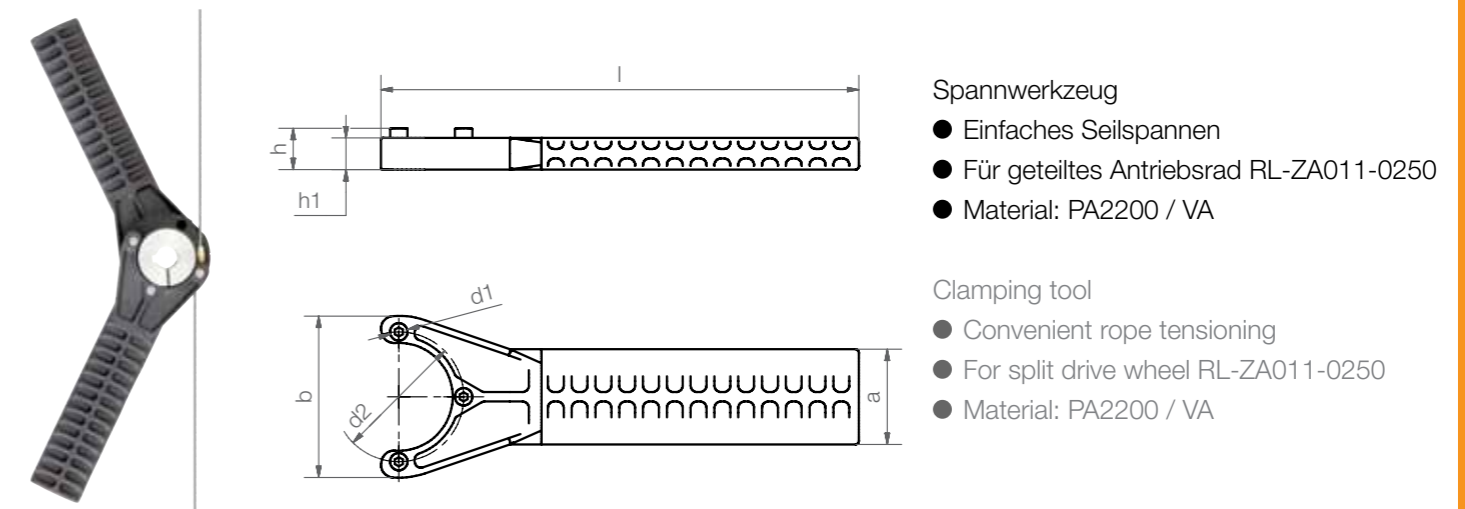 l
h
h1
d1
b
d2
a
Spannwerkzeug
● Einfaches Seilspannen
● Für geteiltes Antriebsrad RL-ZA011-0250
● Material: PA2200 / VA
Clamping tool
● Convenient rope tensioning
● For split drive wheel RL-ZA011-0250
● Material: PA2200 / VA